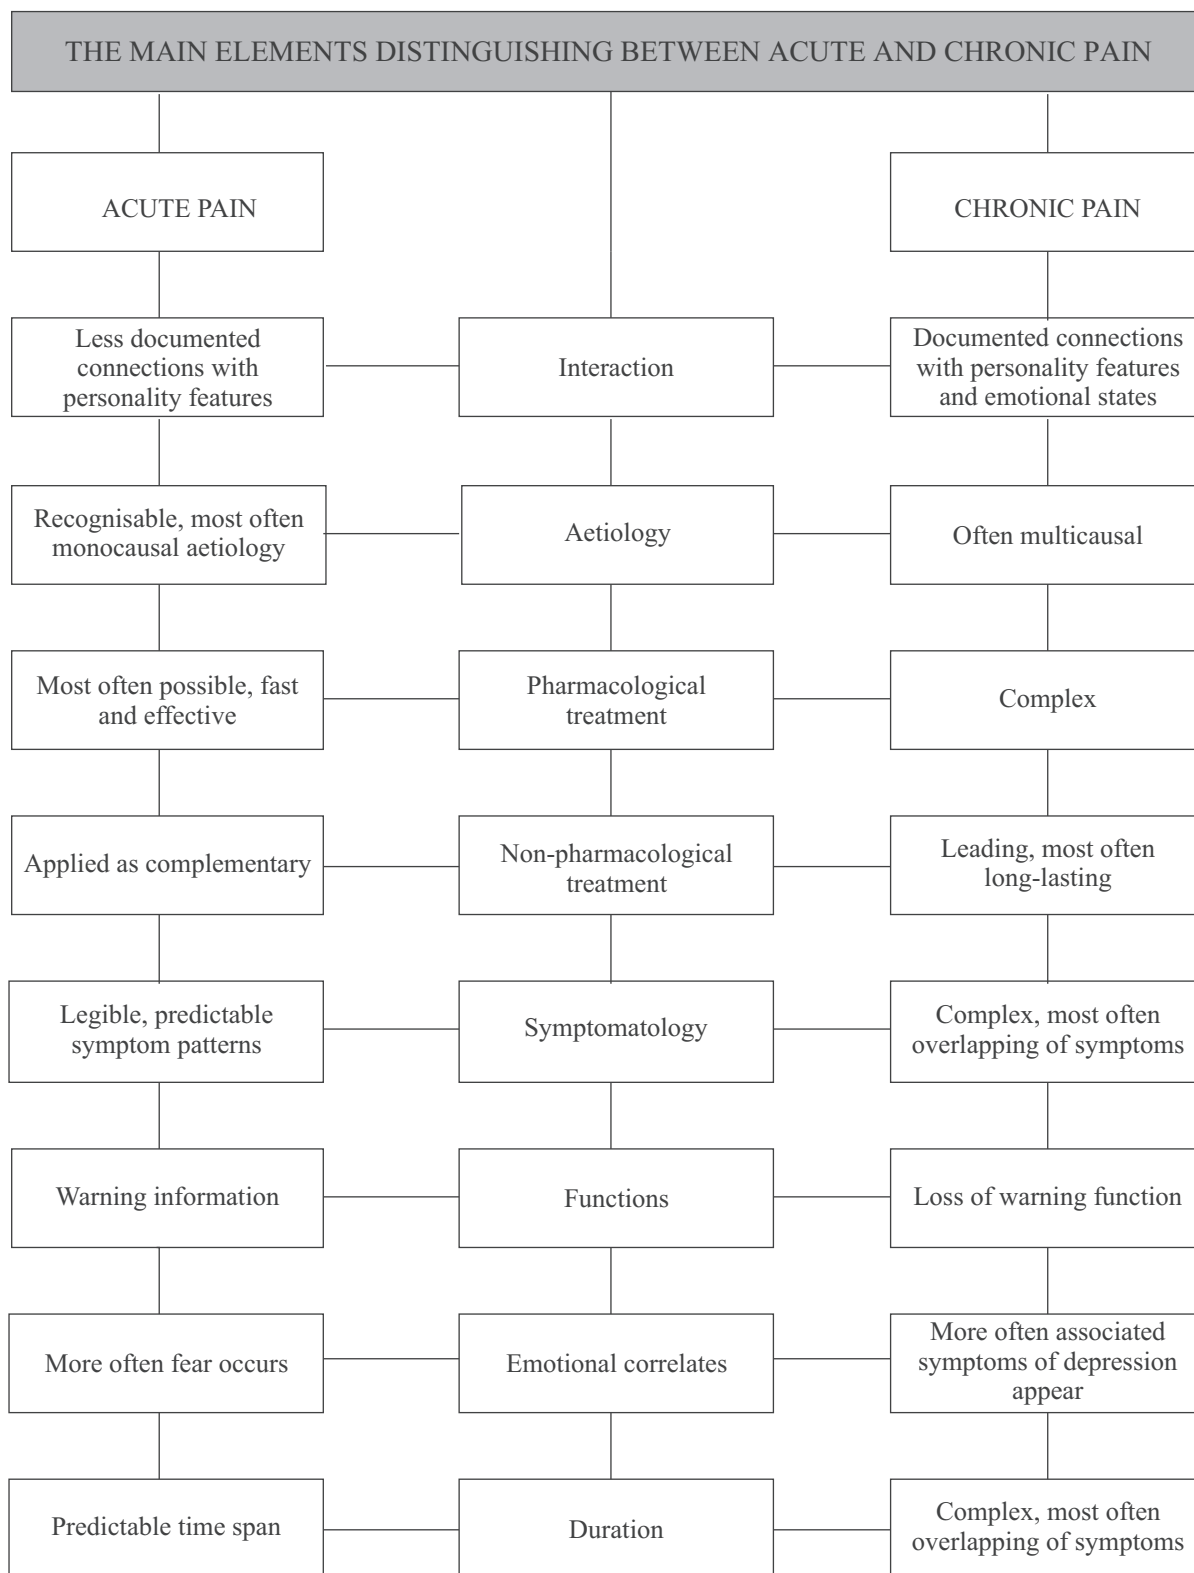 THE MAIN ELEMENTS DISTINGUISHING BETWEEN ACUTE AND CHRONIC PAIN
ACUTE PAIN
CHRONIC PAIN
Less documented
connections with
personality features
Interaction
Documented connections
with personality features
and emotional states
Recognisable, most often
monocausal aetiology
Aetiology
Often multicausal
Most often possible, fast
and effective
Pharmacological
treatment
Complex
Applied as complementary
Non-pharmacological
treatment
Leading, most often
long-lasting
Legible, predictable
symptom patterns
Symptomatology
Complex, most often
overlapping of symptoms
Warning information
Functions
Loss of warning function
More often fear occurs
Emotional correlates
More often associated
symptoms of depression
appear
Predictable time span
Duration
Complex, most often
overlapping of symptoms